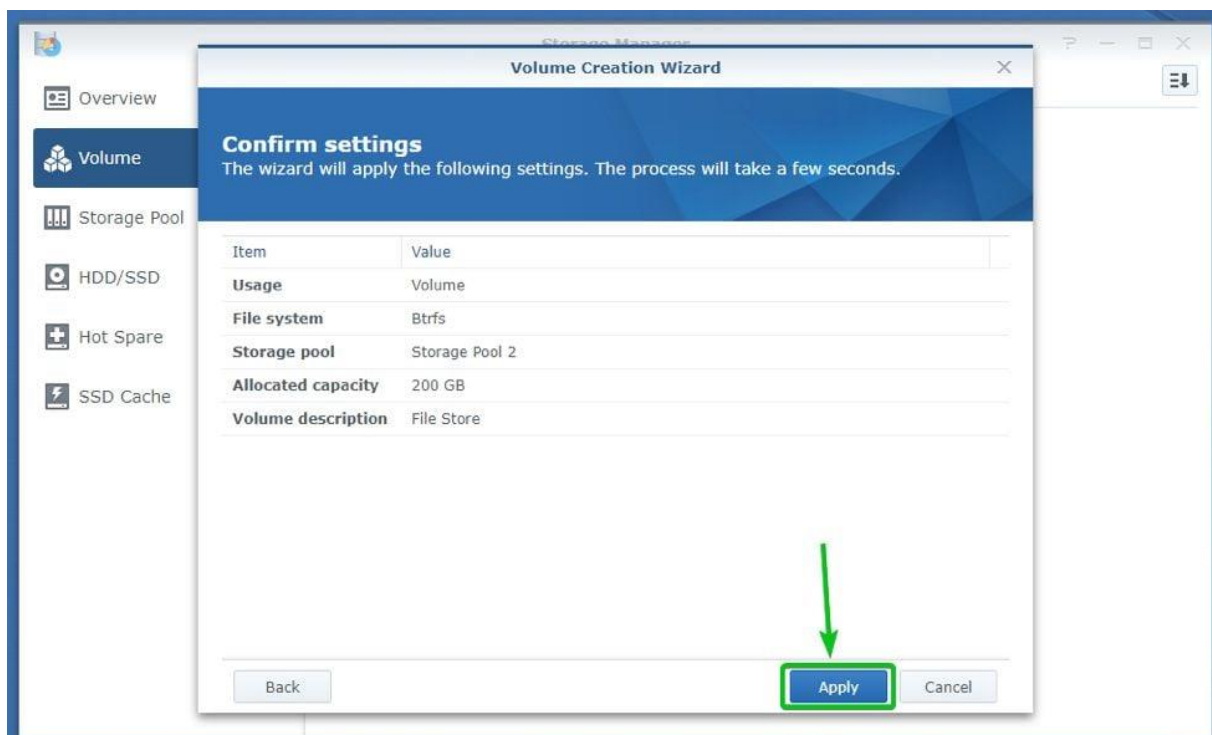 Storage Manager
Volume Creation Wizard
Overview
Volume
Storage Pool
HDD/SSD
Hot Spare
SSD Cache
Confirm settings
The wizard will apply the following settings. The process will take a few seconds.
Item Value
Usage Volume
File system Btrfs
Storage pool Storage Pool 2
Allocated capacity 200 GB
Volume description File Store
Back Apply Cancel